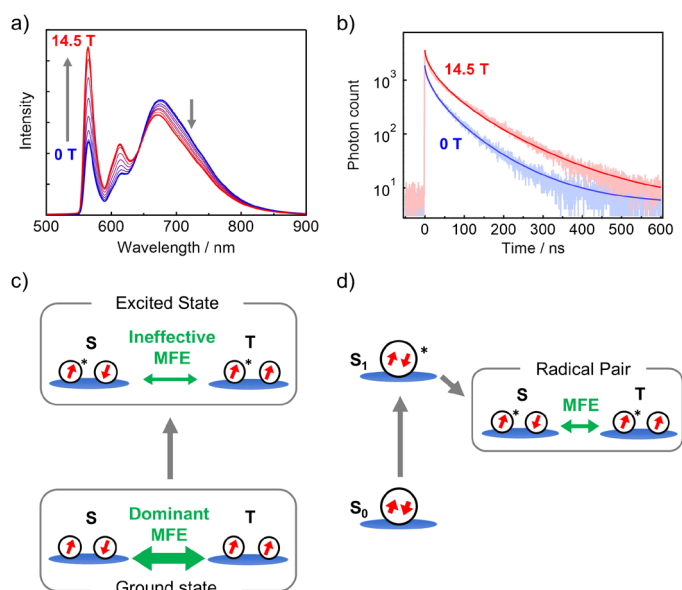 a)
14.5 T
0 T
Intensity
500 600 700 800 900
Wavelength / nm
b)
14.5 T
0 T
Photon count
10³
10²
10¹
0 100 200 300 400 500 600
Time / ns
c)
Excited State
S Ineffective T
MFE
* *
S Dominant T
MFE
Ground state
d)
S₁ *
Radical Pair
S MFE T
* *
S₀